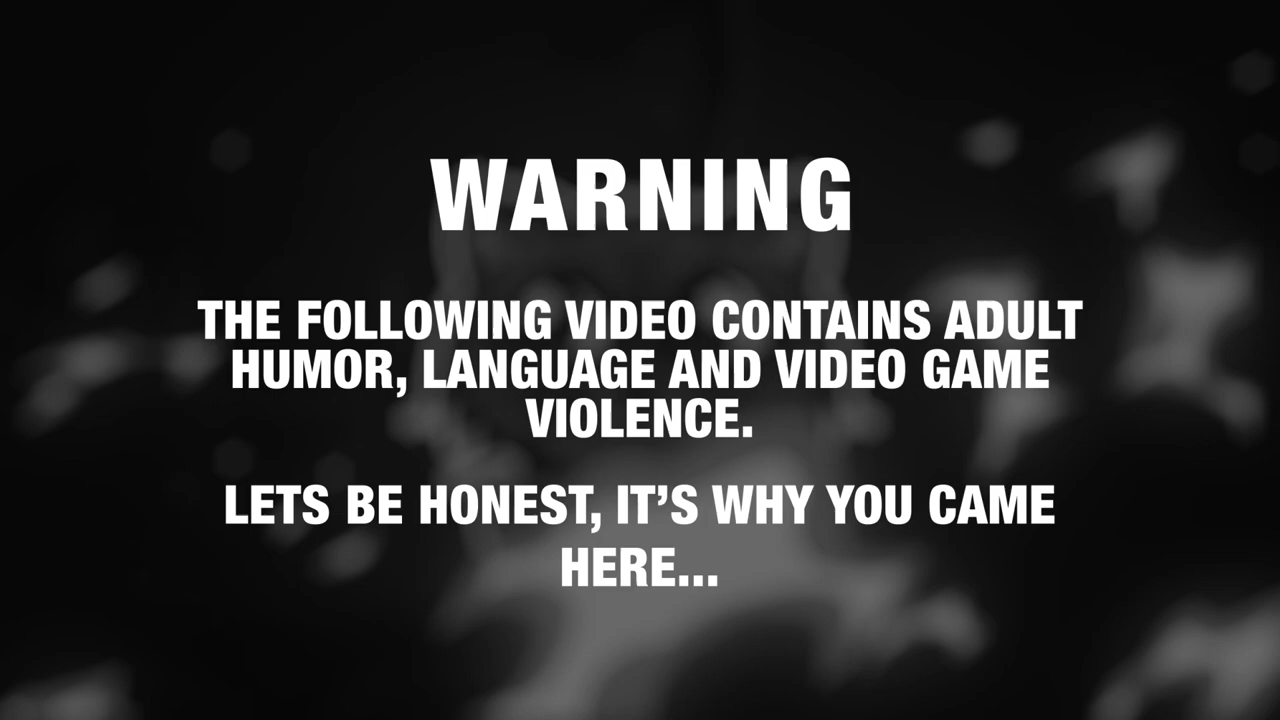 WARNING
THE FOLLOWING VIDEO CONTAINS ADULT
HUMOR, LANGUAGE AND VIDEO GAME
VIOLENCE.
LETS BE HONEST, IT’S WHY YOU CAME
HERE...